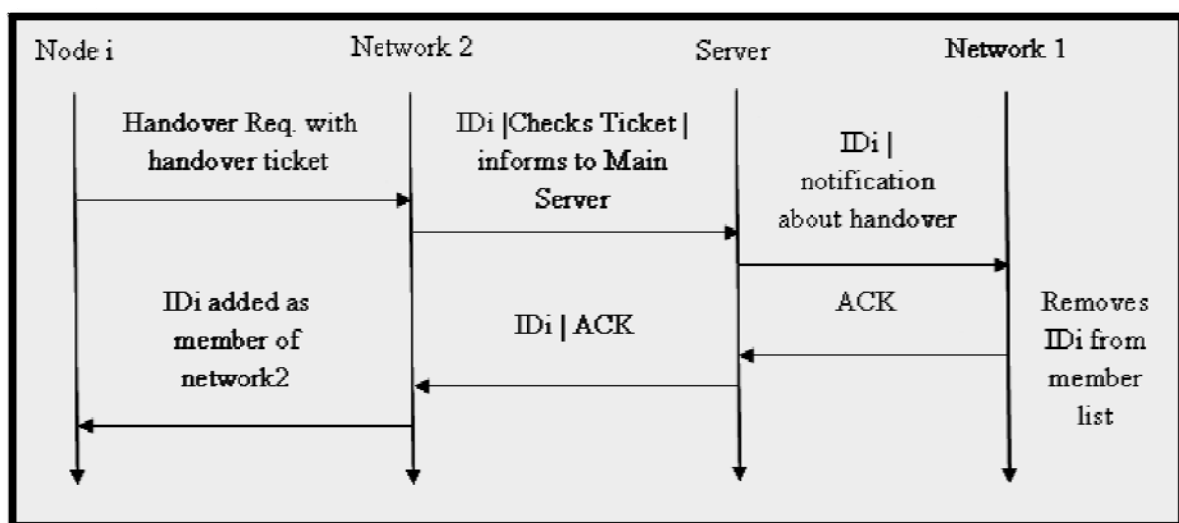 Node i
Network 2
Server
Network 1
Handover Req. with
handover ticket
IDi |Checks Ticket |
informs to Main
Server
IDi |
notification
about handover
IDi added as
member of
network2
IDi | ACK
ACK
Removes
IDi from
member
list